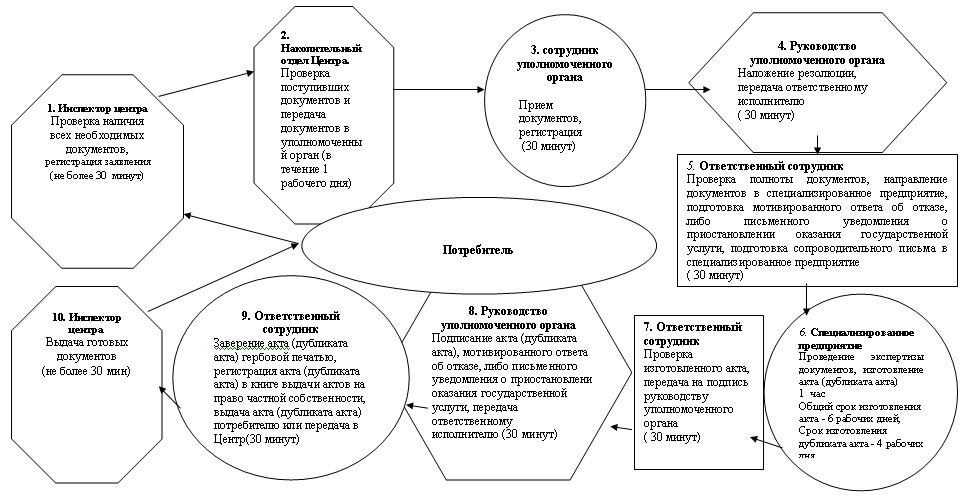 1. Инспектор центра
Проверка наличия
всех необходимых
документов,
регистрация заявления
(не более 30 минут)
2.
Накопительный
отдел Центра.
Проверка
поступивших
документов и
передача
документов в
уполномоченны
й орган (в
течение 1
рабочего дня)
3. сотрудник
уполномоченного
органа
Прием
документов,
регистрация
(30 минут)
4. Руководство
уполномоченного органа
Наложение резолюции,
передача ответственному
исполнителю
( 30 минут)
5. Ответственный сотрудник
Проверка полноты документов, направление
документов в специализированное предприятие,
подготовка мотивированного ответа об отказе,
либо письменного уведомления о
приостановлении оказания государственной
услуги, подготовка сопроводительного письма в
специализированное предприятие
( 30 минут)
Потребитель
6. Специализированное
предприятие
Проведение экспертизы
документов, изготовление
акта (дубликата акта)
1 час
Общий срок изготовления
акта - 6 рабочих дней,
Срок изготовления
дубликата акта - 4 рабочих
дня
7. Ответственный
сотрудник
Проверка
изготовленного акта,
передача на подпись
руководству
уполномоченного
органа
( 30 минут)
8. Руководство
уполномоченного органа
Подписание акта (дубликата
акта), мотивированного ответа
об отказе, либо письменного
уведомления о приостановлени
оказания государственной
услуги, передача
ответственному
исполнителю (30 минут)
9. Ответственный
сотрудник
Заверение акта (дубликата
акта) гербовой печатью,
регистрация акта (дубликата
акта) в книге выдачи актов на
право частной собственности,
выдача акта (дубликата акта)
потребителю или передача в
Центр(30 минут)
10. Инспектор
центра
Выдача готовых
документов
(не более 30 мин)